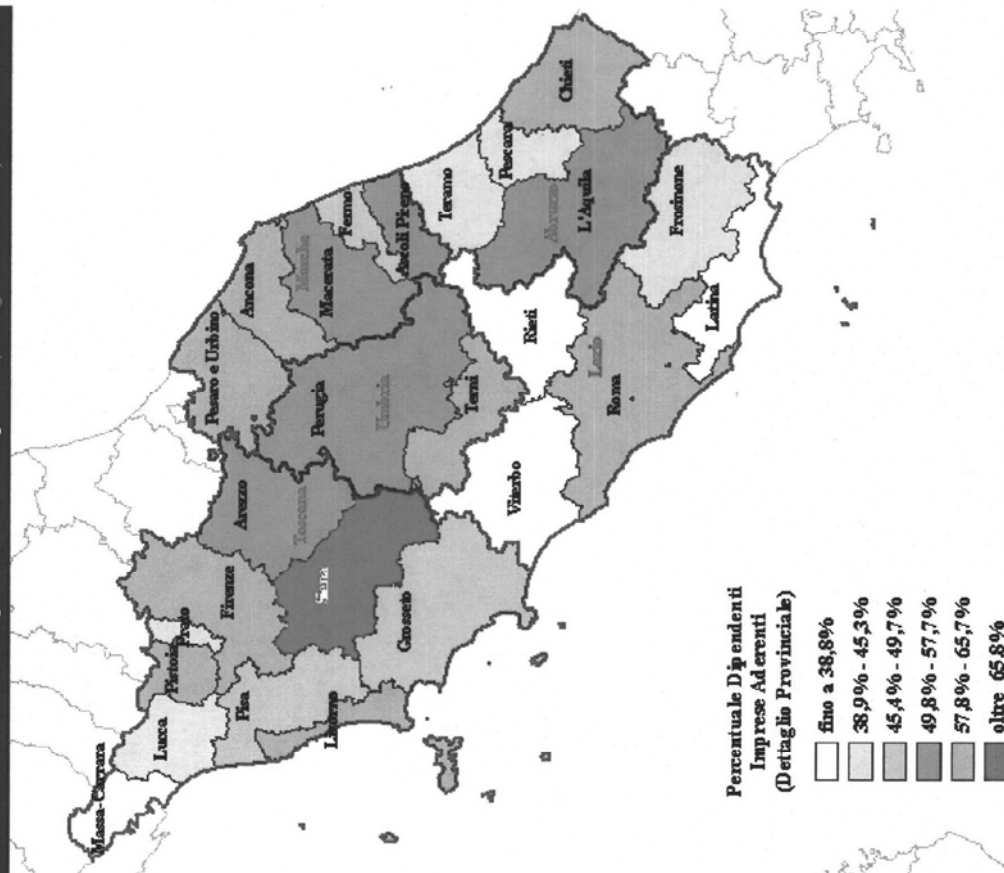 Massa-Carrara
Lucca
Pistoia
Prato
Firenze
Pisa
Livorno
Arezzo
Toscana
Siena
Grosseto
Pesaro e Urbino
Ancona
Marche
Macerata
Fermo
Ascoli Piceno
Perugia
Umbria
Terni
Viterbo
Rieti
Lazio
Roma
Latina
Frosinone
Teramo
Pescara
Abruzzo
L'Aquila
Chieti
Percentuale Dipendenti
Imprese Aderenti
(Dettaglio Provinciale)
fino a 38,8%
38,9% - 45,3%
45,4% - 49,7%
49,8% - 57,7%
57,8% - 65,7%
oltre 65,8%